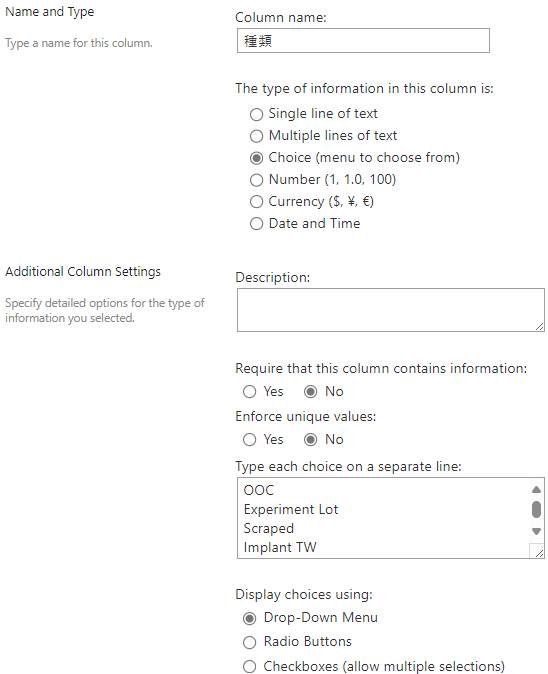 Name and Type
Type a name for this column.
Column name:
種類
The type of information in this column is:
Single line of text
Multiple lines of text
Choice (menu to choose from)
Number (1, 1.0, 100)
Currency ($, ¥, €)
Date and Time
Additional Column Settings
Specify detailed options for the type of
information you selected.
Description:
Require that this column contains information:
Yes No
Enforce unique values:
Yes No
Type each choice on a separate line:
OOC
Experiment Lot
Scraped
Implant TW
Display choices using:
Drop-Down Menu
Radio Buttons
Checkboxes (allow multiple selections)